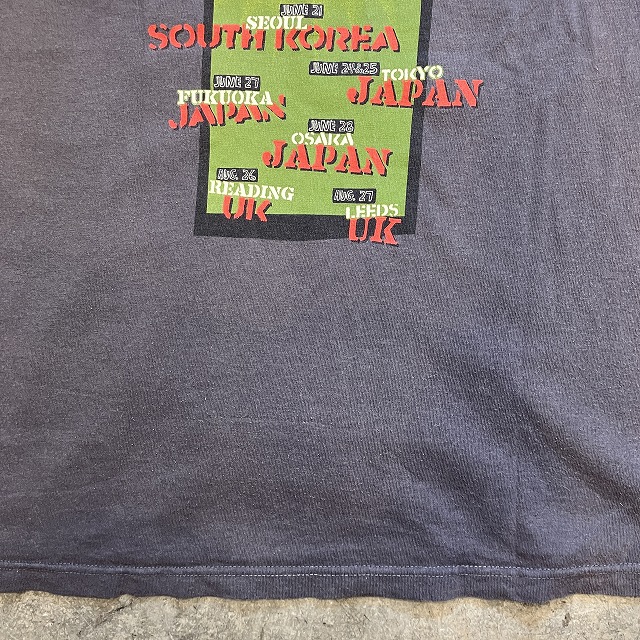 JUNE 21
SEOUL
SOUTH KOREA
JUNE 24&25
TOKYO
JAPAN
JUNE 27
FUKUOKA
JAPAN
JUNE 28
OSAKA
JAPAN
AUG. 26
READING
UK
AUG. 27
LEEDS
UK